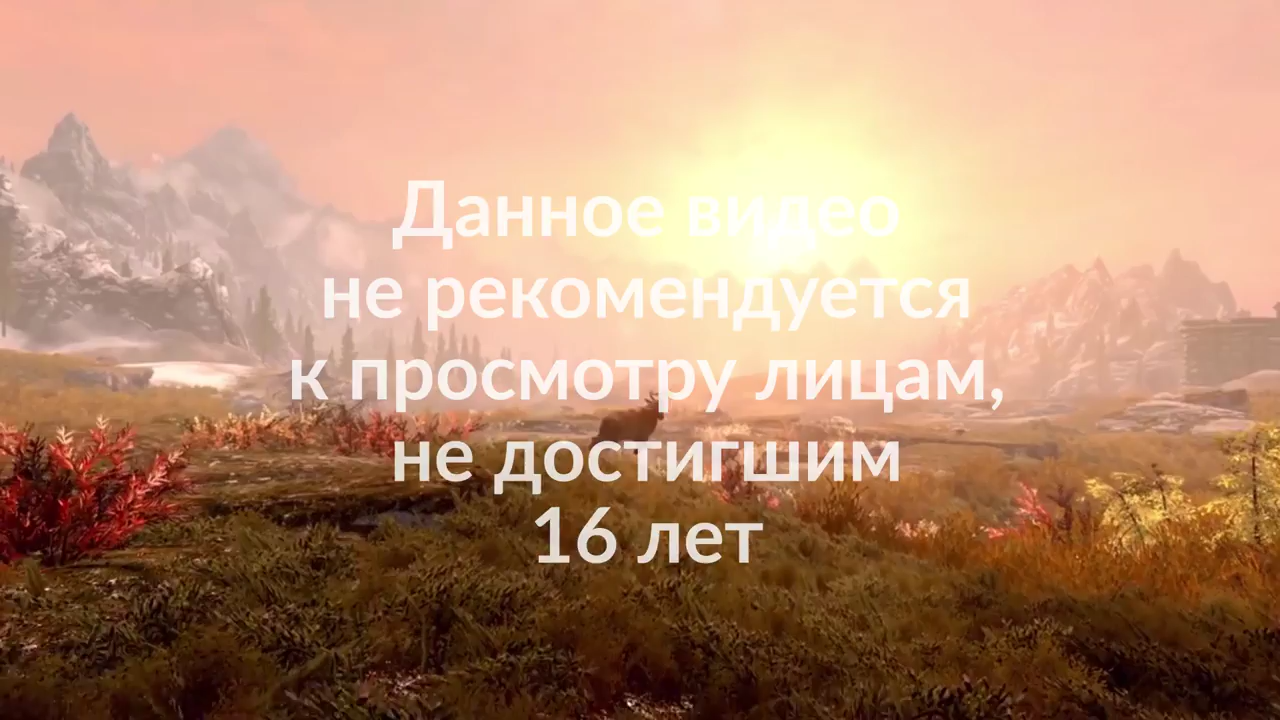 Данное видео
не рекомендуется
к просмотру лицам,
не достигшим
16 лет